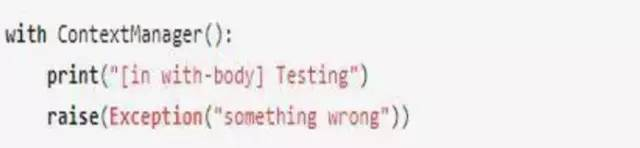 with ContextManager():
    print("[in with-body] Testing")
    raise(Exception("something wrong"))